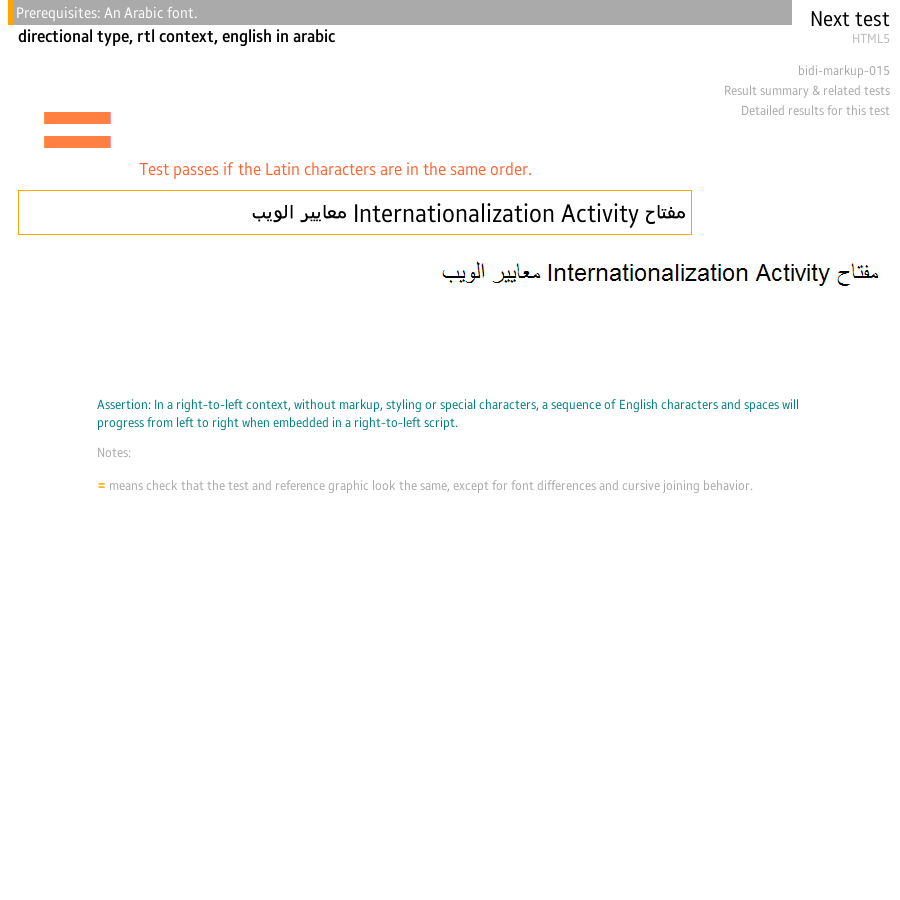 Prerequisites: An Arabic font.
Next test
directional type, rtl context, english in arabic
HTML5
bidi-markup-015
Result summary & related tests
Detailed results for this test
Test passes if the Latin characters are in the same order.
مفتاح Internationalization Activity معايير الويب
مفتاح Internationalization Activity معايير الويب
Assertion: In a right-to-left context, without markup, styling or special characters, a sequence of English characters and spaces will
progress from left to right when embedded in a right-to-left script.
Notes:
= means check that the test and reference graphic look the same, except for font differences and cursive joining behavior.